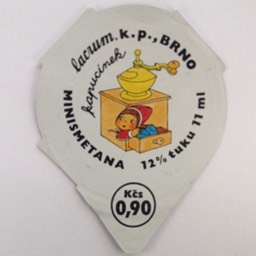 lacrum, k.p., BRNO
kapucínek
MINISMETANA 12% tuku 11 ml
Kčs
0,90